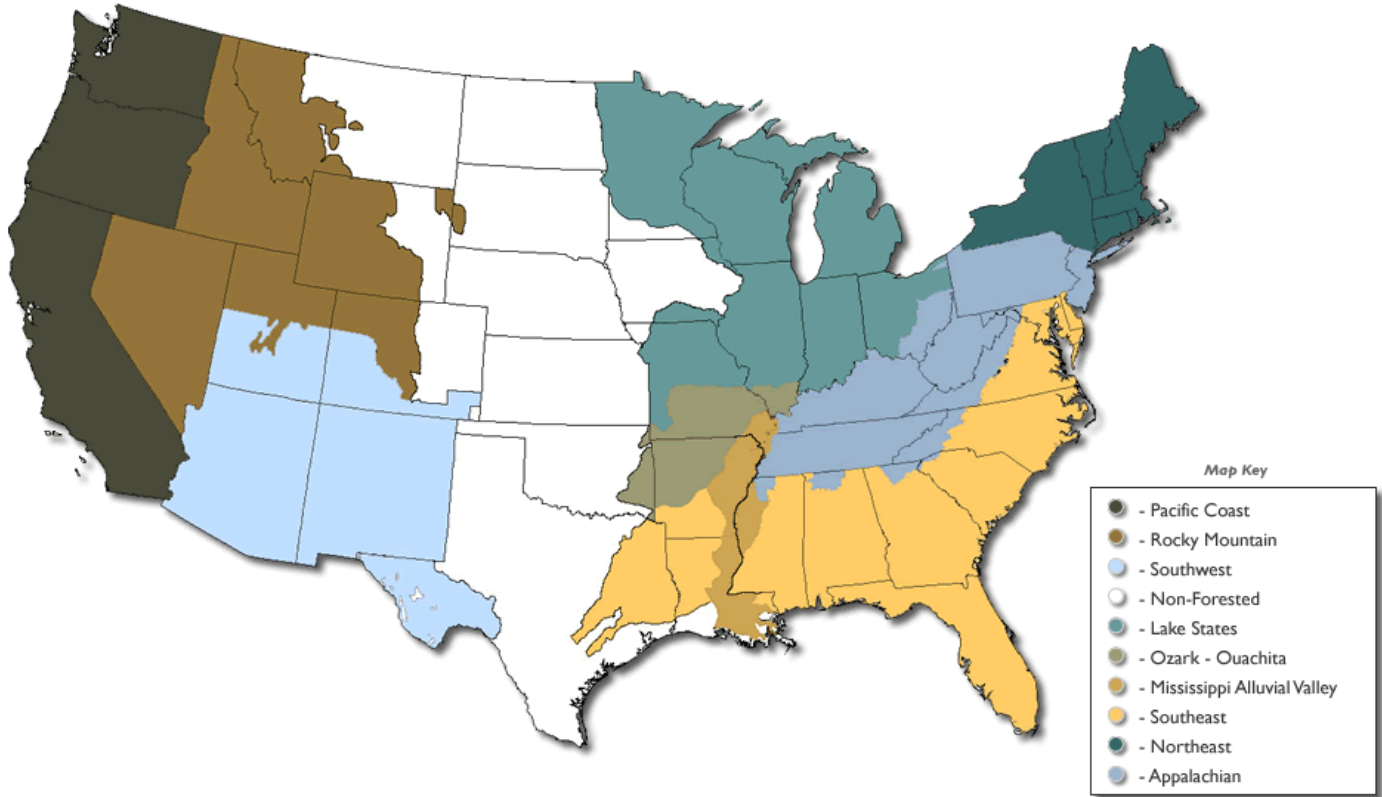 Map Key
- Pacific Coast
- Rocky Mountain
- Southwest
- Non-Forested
- Lake States
- Ozark - Ouachita
- Mississippi Alluvial Valley
- Southeast
- Northeast
- Appalachian